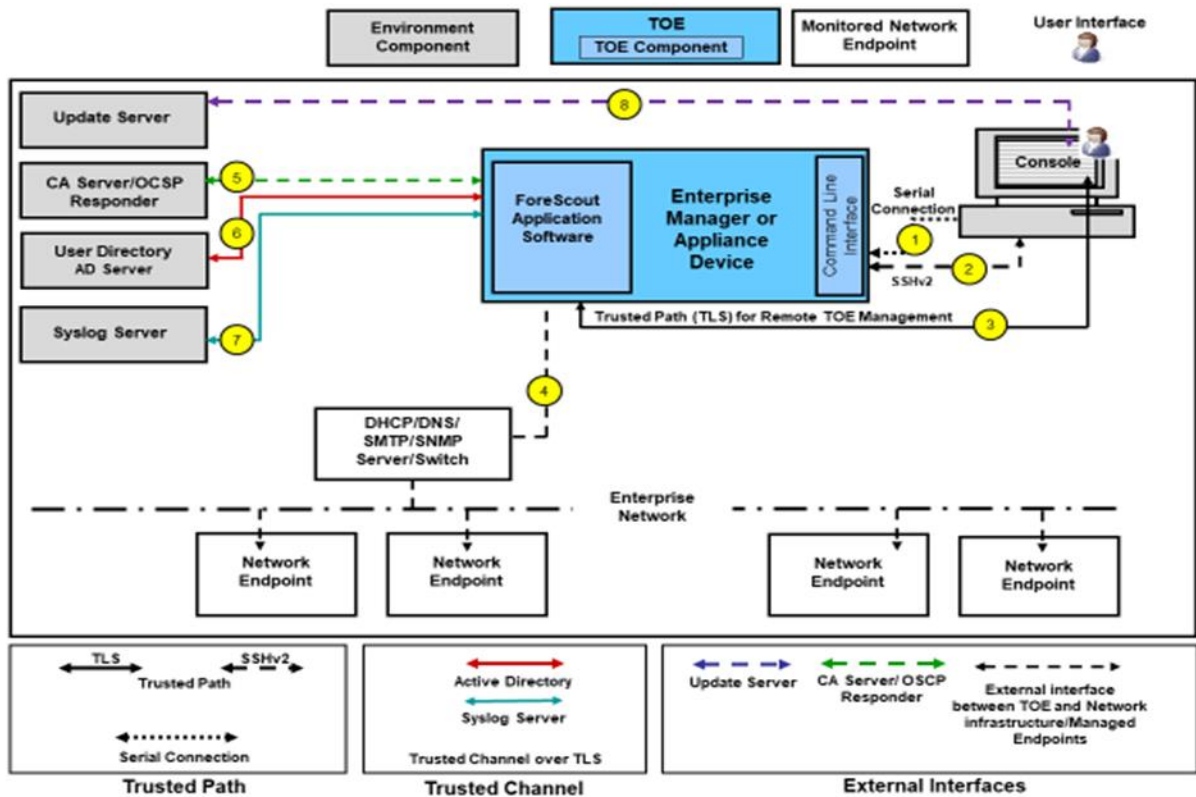 Environment
Component
TOE
TOE Component
Monitored Network
Endpoint
User Interface
Update Server
8
CA Server/OCSP
Responder
5
User Directory
AD Server
6
Syslog Server
7
ForeScout
Application
Software
Enterprise
Manager or
Appliance
Device
Command Line
Interface
Console
Serial
Connection
1
2
SSHv2
Trusted Path (TLS) for Remote TOE Management
3
4
DHCP/DNS/
SMTP/SNMP
Server/Switch
Enterprise
Network
Network
Endpoint
Network
Endpoint
Network
Endpoint
Network
Endpoint
TLS
SSHv2
Trusted Path
Serial Connection
Trusted Path
Active Directory
Syslog Server
Trusted Channel over TLS
Trusted Channel
Update Server
CA Server/ OSCP
Responder
External interface
between TOE and Network
infrastructure/Managed
Endpoints
External Interfaces